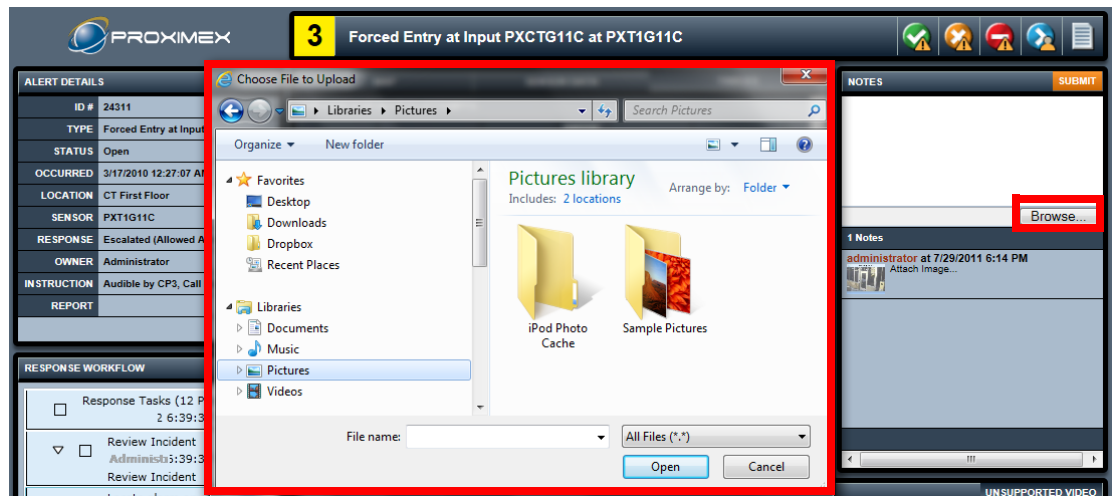 PROXIMEX
3 Forced Entry at Input PXCTG11C at PXT1G11C
ALERT DETAILS
ID # 24311
TYPE Forced Entry at Input
STATUS Open
OCCURRED 3/17/2010 12:27:07 AM
LOCATION CT First Floor
SENSOR PXT1G11C
RESPONSE Escalated (Allowed A
OWNER Administrator
INSTRUCTION Audible by CP3, Call
REPORT
RESPONSE WORKFLOW
Response Tasks (12 P
2 6:39:3
Review Incident
Administ 6:39:3
Review Incident
Choose File to Upload
Libraries Pictures
Search Pictures
Organize New folder
Favorites
Desktop
Downloads
Dropbox
Recent Places
Libraries
Documents
Music
Pictures
Videos
Pictures library
Includes: 2 locations
Arrange by: Folder
iPod Photo
Cache
Sample Pictures
File name:
All Files (*.*)
Open Cancel
NOTES SUBMIT
Browse...
1 Notes
administrator at 7/29/2011 6:14 PM
Attach Image...
UNSUPPORTED VIDEO